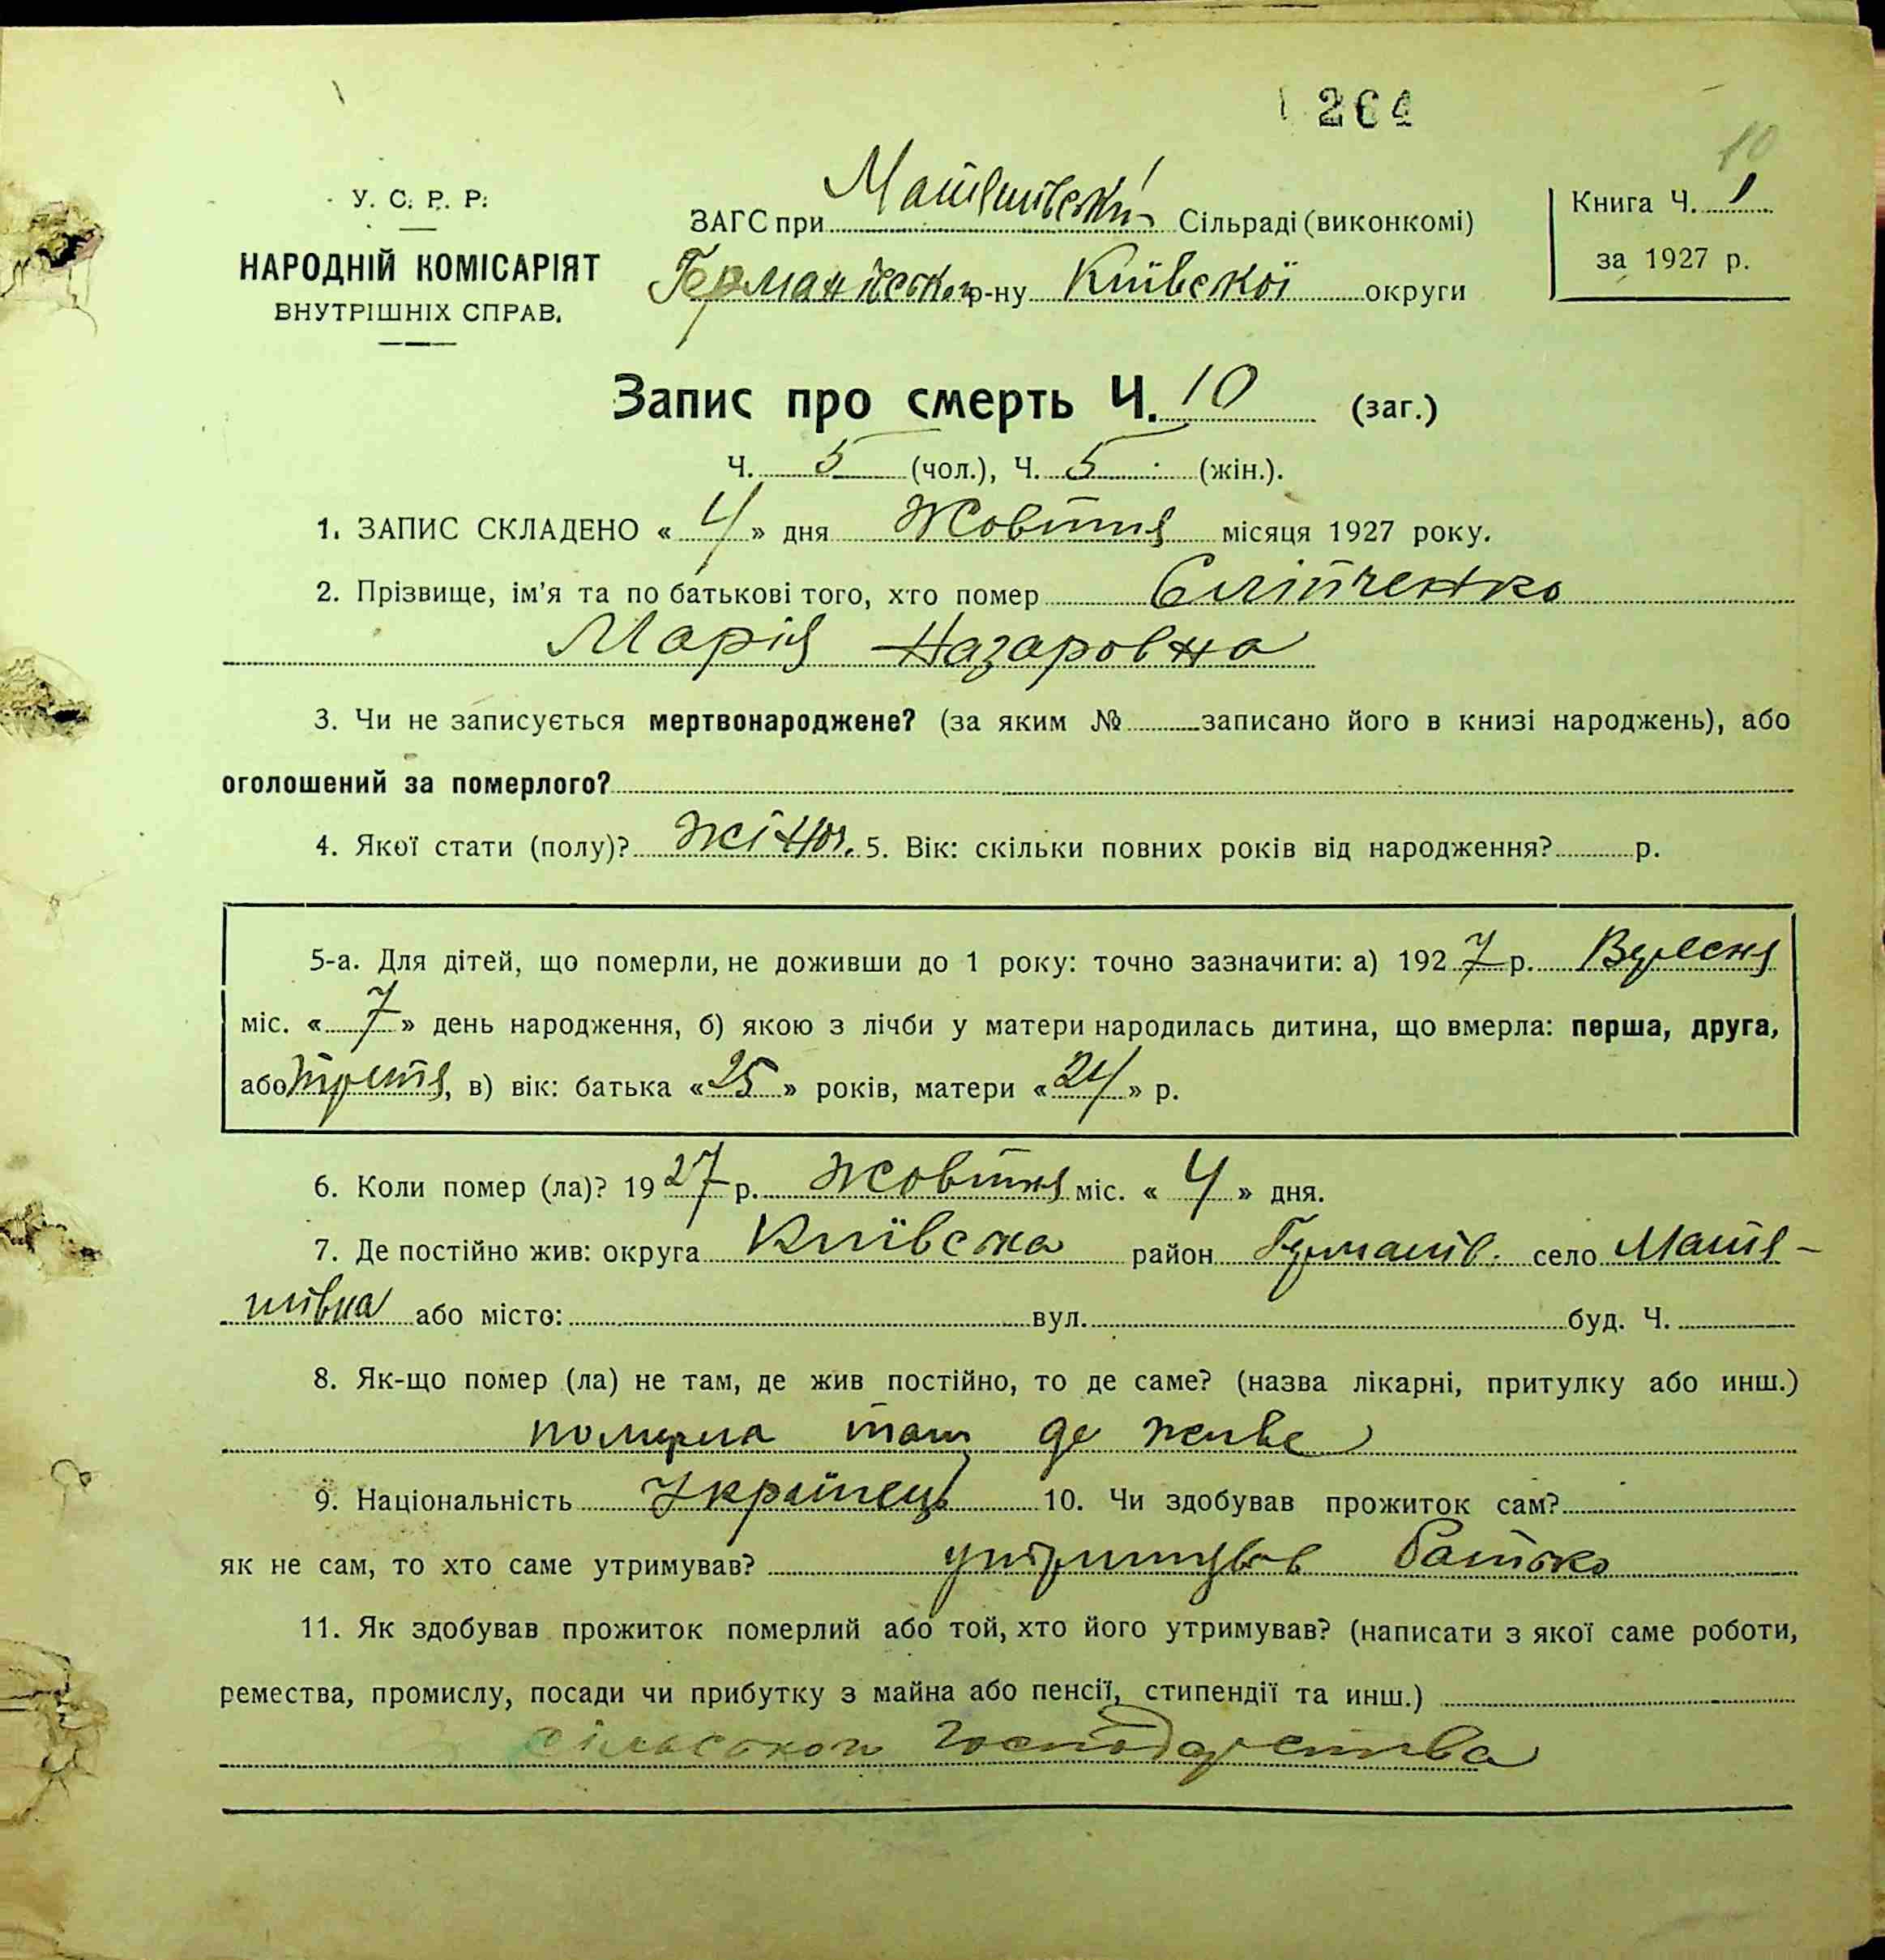 264
10
У. С. Р. Р.
НАРОДНІЙ КОМІСАРІЯТ
ВНУТРІШНІХ СПРАВ.
ЗАГС при Матяшівській Сільраді (виконкомі)
Германівського р-ну Київської округи
Книга Ч. 1
за 1927 р.
Запис про смерть Ч. 10 (заг.)
Ч. 5 (чол.), Ч. 5 (жін.).
1. ЗАПИС СКЛАДЕНО « 4 » дня Жовтня місяця 1927 року.
2. Прізвище, ім'я та по батькові того, хто помер
Марія Назаровна
3. Чи не записується мертвонароджене? (за яким № записано його в книзі народжень), або
оголошений за померлого?
4. Якої стати (полу)? жіноч. 5. Вік: скільки повних років від народження? р.
5-а. Для дітей, що померли, не доживши до 1 року: точно зазначити: а) 1927 р. Вересня
міс. « 7 » день народження, б) якою з лічби у матери народилась дитина, що вмерла: перша, друга,
або третя, в) вік: батька « 25 » років, матери « 24 » р.
6. Коли помер (ла)? 1927 р. Жовтня міс. « 4 » дня.
7. Де постійно жив: округа Київська район Германів. село Матя-
шівка або місто: вул. буд. Ч.
8. Як-що помер (ла) не там, де жив постійно, то де саме? (назва лікарні, притулку або инш.)
померла там де живе
9. Національність Українець 10. Чи здобував прожиток сам?
як не сам, то хто саме утримував? утримував батько
11. Як здобував прожиток померлий або той, хто його утримував? (написати з якої саме роботи,
ремества, промислу, посади чи прибутку з майна або пенсії, стипендії та инш.)
з сільського господарства